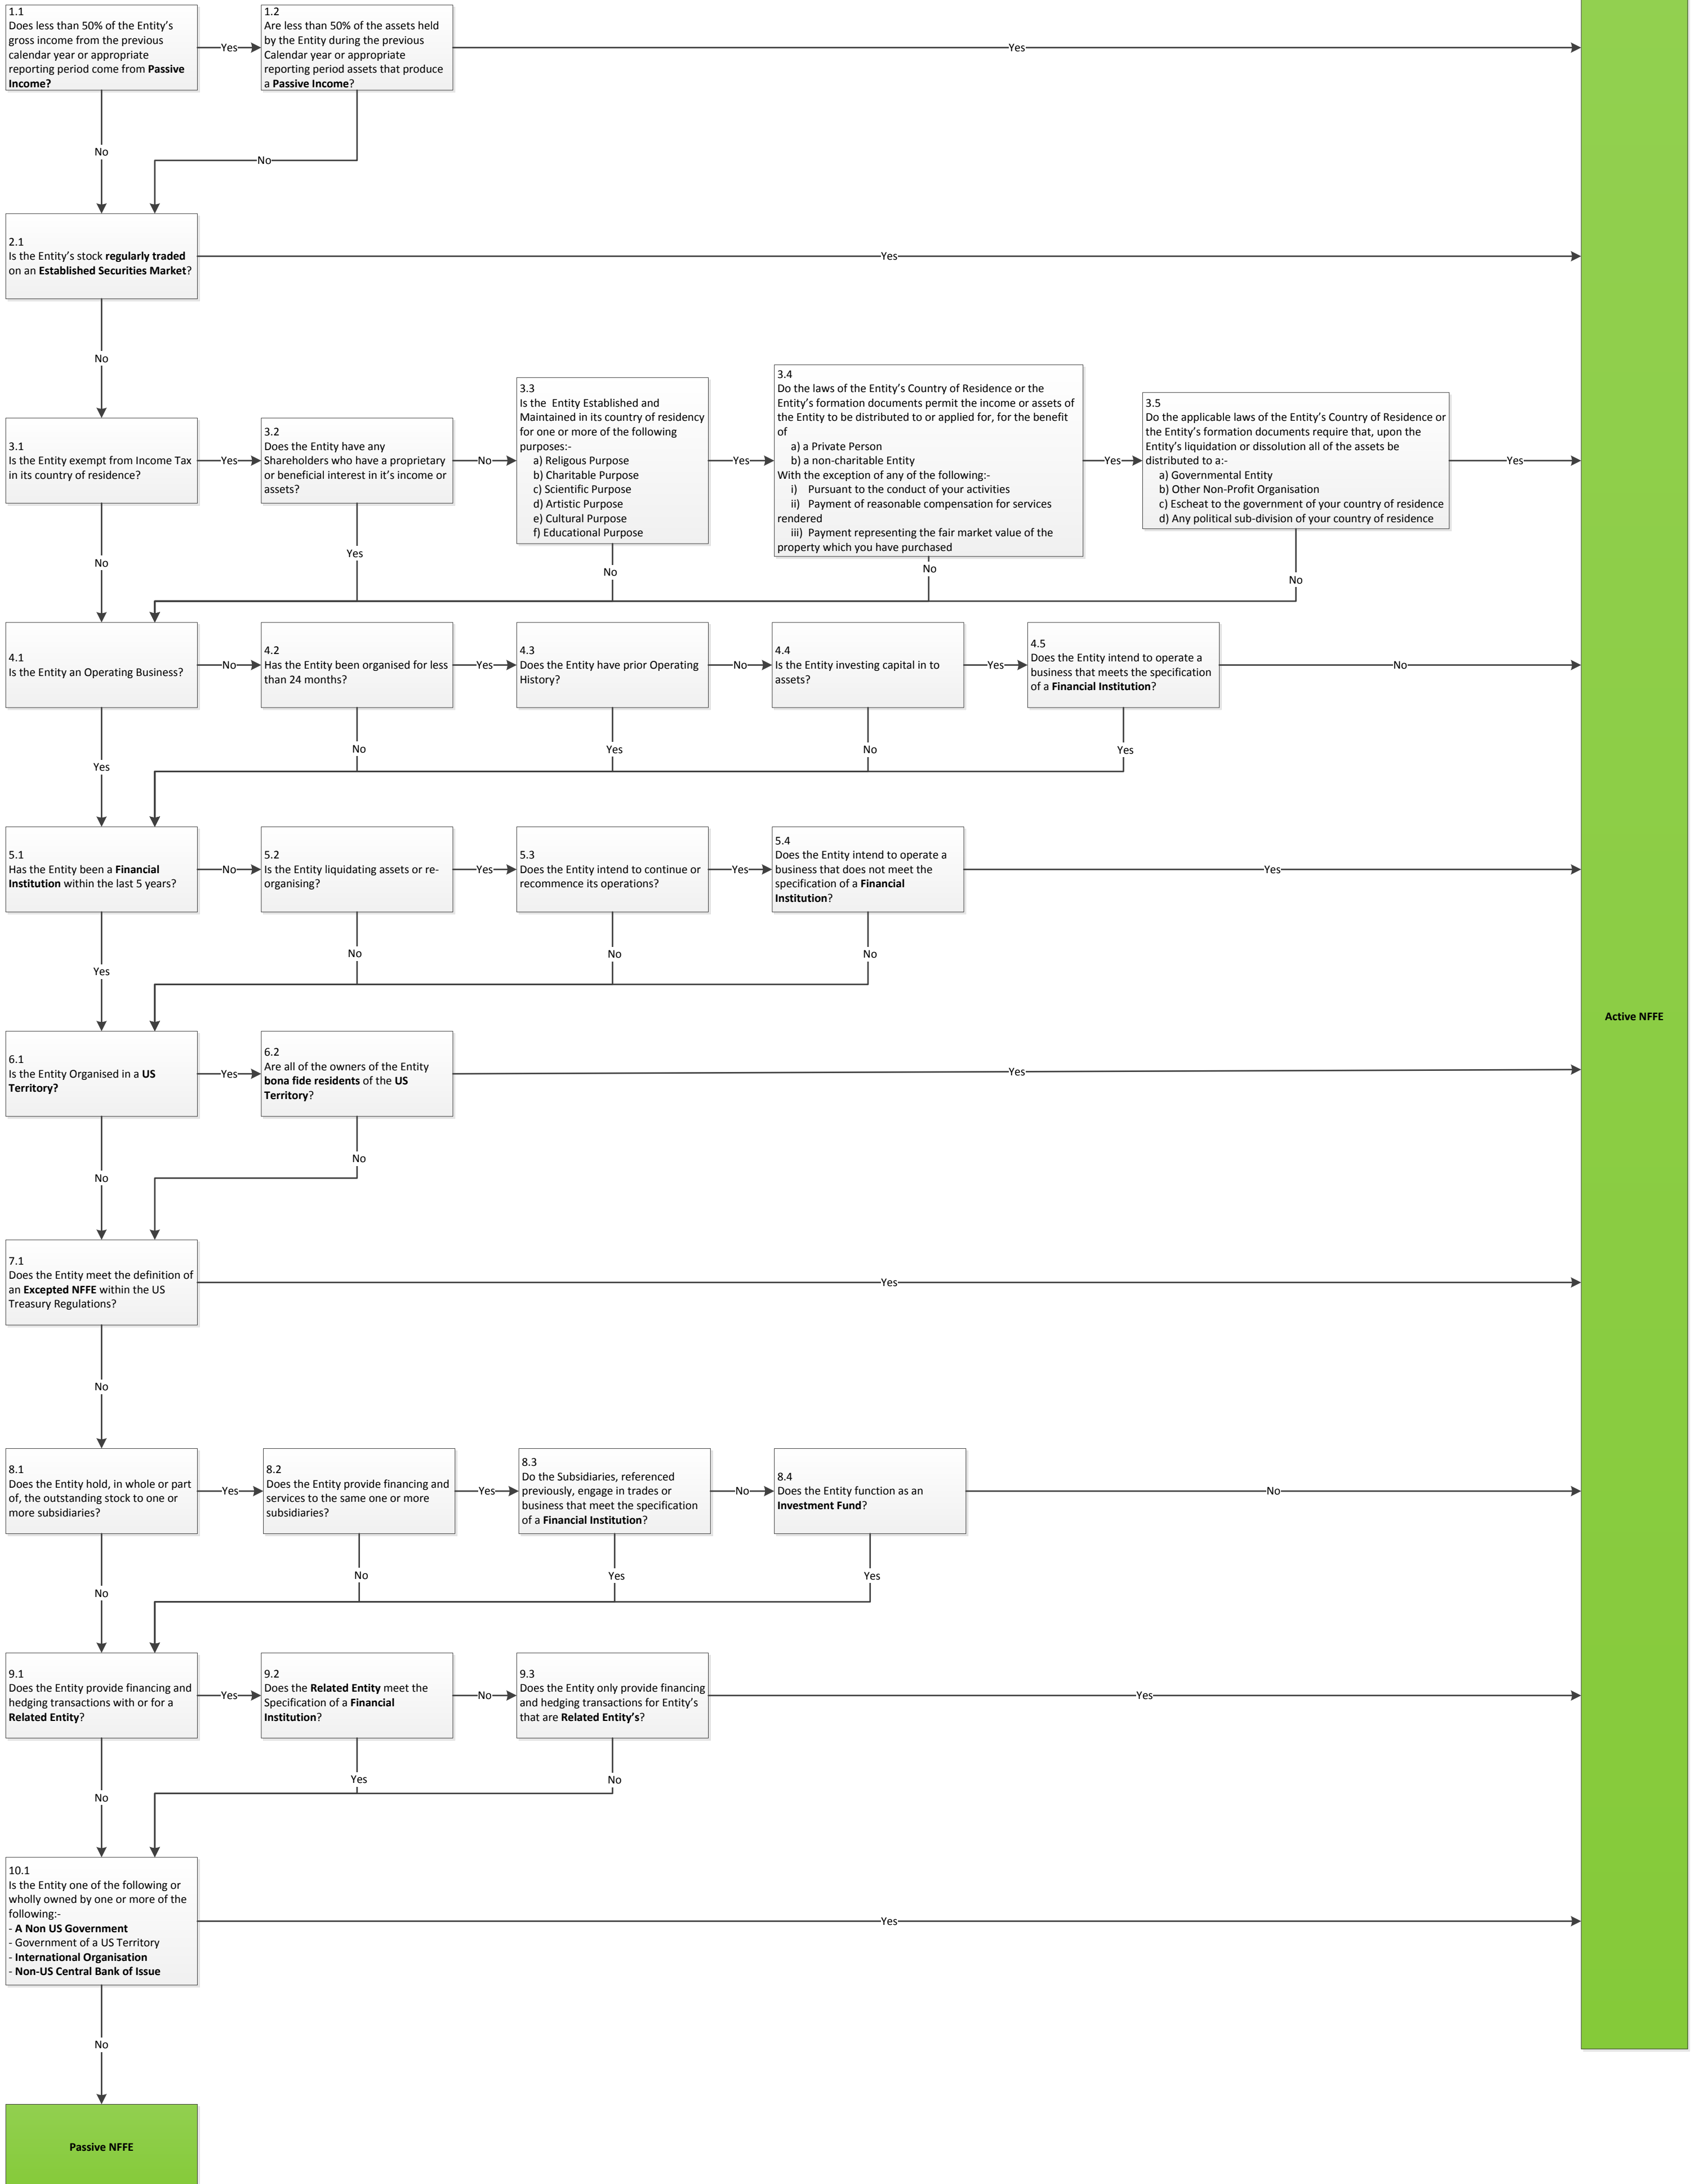 1.1
Does less than 50% of the Entity's
gross income from the previous
calendar year or appropriate
reporting period come from Passive
Income?
Yes
1.2
Are less than 50% of the assets held
by the Entity during the previous
Calendar year or appropriate
reporting period assets that produce
a Passive Income?
Yes
No
No
2.1
Is the Entity's stock regularly traded
on an Established Securities Market?
Yes
No
3.1
Is the Entity exempt from Income Tax
in its country of residence?
Yes
3.2
Does the Entity have any
Shareholders who have a proprietary
or beneficial interest in it's income or
assets?
No
3.3
Is the Entity Established and
Maintained in its country of residency
for one or more of the following
purposes:-
a) Religous Purpose
b) Charitable Purpose
c) Scientific Purpose
d) Artistic Purpose
e) Cultural Purpose
f) Educational Purpose
Yes
3.4
Do the laws of the Entity's Country of Residence or the
Entity's formation documents permit the income or assets of
the Entity to be distributed to or applied for, for the benefit
of
a) a Private Person
b) a non-charitable Entity
With the exception of any of the following:-
i) Pursuant to the conduct of your activities
ii) Payment of reasonable compensation for services
rendered
iii) Payment representing the fair market value of the
property which you have purchased
Yes
3.5
Do the applicable laws of the Entity's Country of Residence or
the Entity's formation documents require that, upon the
Entity's liquidation or dissolution all of the assets be
distributed to a:-
a) Governmental Entity
b) Other Non-Profit Organisation
c) Escheat to the government of your country of residence
d) Any political sub-division of your country of residence
Yes
No
Yes
No
No
No
4.1
Is the Entity an Operating Business?
No
4.2
Has the Entity been organised for less
than 24 months?
Yes
4.3
Does the Entity have prior Operating
History?
No
4.4
Is the Entity investing capital in to
assets?
Yes
4.5
Does the Entity intend to operate a
business that meets the specification
of a Financial Institution?
No
Yes
No
Yes
No
Yes
5.1
Has the Entity been a Financial
Institution within the last 5 years?
No
5.2
Is the Entity liquidating assets or re-
organising?
Yes
5.3
Does the Entity intend to continue or
recommence its operations?
Yes
5.4
Does the Entity intend to operate a
business that does not meet the
specification of a Financial
Institution?
Yes
Yes
No
No
No
Active NFFE
6.1
Is the Entity Organised in a US
Territory?
Yes
6.2
Are all of the owners of the Entity
bona fide residents of the US
Territory?
Yes
No
No
7.1
Does the Entity meet the definition of
an Excepted NFFE within the US
Treasury Regulations?
Yes
No
8.1
Does the Entity hold, in whole or part
of, the outstanding stock to one or
more subsidiaries?
Yes
8.2
Does the Entity provide financing and
services to the same one or more
subsidiaries?
Yes
8.3
Do the Subsidiaries, referenced
previously, engage in trades or
business that meet the specification
of a Financial Institution?
No
8.4
Does the Entity function as an
Investment Fund?
No
No
No
Yes
Yes
9.1
Does the Entity provide financing and
hedging transactions with or for a
Related Entity?
Yes
9.2
Does the Related Entity meet the
Specification of a Financial
Institution?
No
9.3
Does the Entity only provide financing
and hedging transactions for Entity's
that are Related Entity's?
Yes
No
Yes
No
10.1
Is the Entity one of the following or
wholly owned by one or more of the
following:-
- A Non US Government
- Government of a US Territory
- International Organisation
- Non-US Central Bank of Issue
Yes
No
Passive NFFE